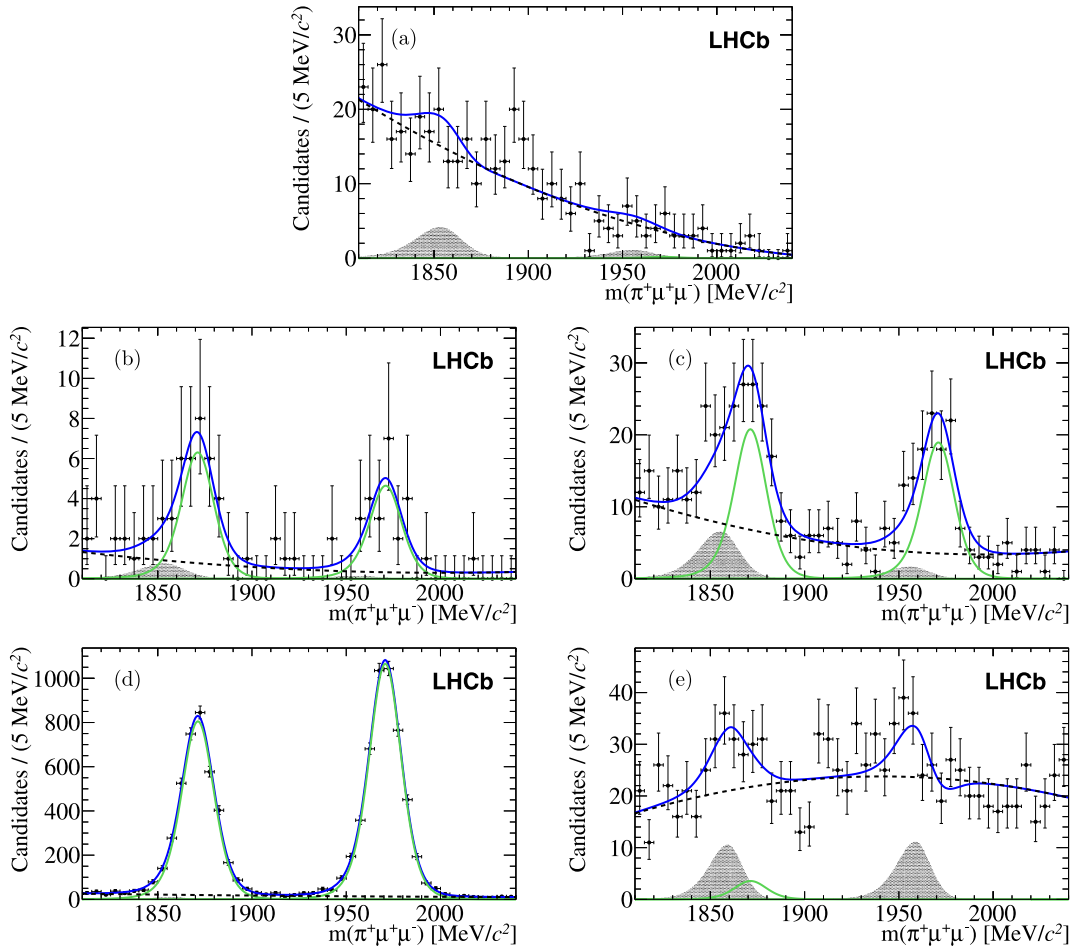 (a)
LHCb
Candidates / (5 MeV/c²)
30
20
10
0
1850 1900 1950 2000
m(π⁺μ⁺μ⁻) [MeV/c²]
(b)
LHCb
Candidates / (5 MeV/c²)
12
10
8
6
4
2
0
1850 1900 1950 2000
m(π⁺μ⁺μ⁻) [MeV/c²]
(c)
LHCb
Candidates / (5 MeV/c²)
30
20
10
0
1850 1900 1950 2000
m(π⁺μ⁺μ⁻) [MeV/c²]
(d)
LHCb
Candidates / (5 MeV/c²)
1000
800
600
400
200
0
1850 1900 1950 2000
m(π⁺μ⁺μ⁻) [MeV/c²]
(e)
LHCb
Candidates / (5 MeV/c²)
40
30
20
10
0
1850 1900 1950 2000
m(π⁺μ⁺μ⁻) [MeV/c²]